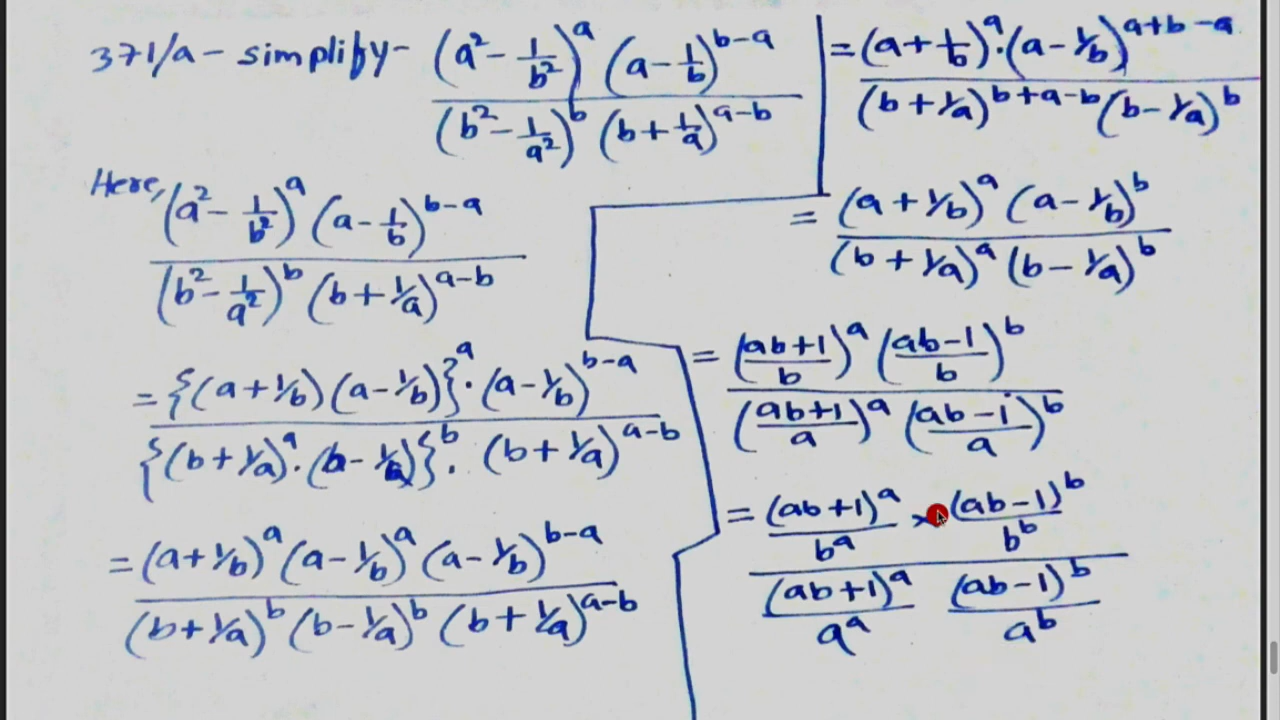 371/a - simplify - (a² - 1/b²)^a (a - 1/b)^(b-a)
(b² - 1/a²)^b (b + 1/a)^(a-b)
Here,
(a² - 1/b²)^a (a - 1/b)^(b-a)
(b² - 1/a²)^b (b + 1/a)^(a-b)
= {(a + 1/b) (a - 1/b)}^a · (a - 1/b)^(b-a)
{(b + 1/a)^a · (b - 1/a)}^b · (b + 1/a)^(a-b)
= (a + 1/b)^a (a - 1/b)^a (a - 1/b)^(b-a)
(b + 1/a)^b (b - 1/a)^b (b + 1/a)^(a-b)
= (a + 1/b)^a · (a - 1/b)^(a+b-a)
(b + 1/a)^(b+a-b) (b - 1/a)^b
= (a + 1/b)^a (a - 1/b)^b
(b + 1/a)^a (b - 1/a)^b
= ((ab+1)/b)^a ((ab-1)/b)^b
((ab+1)/a)^a ((ab-1)/a)^b
= (ab+1)^a/b^a × (ab-1)^b/b^b
(ab+1)^a/a^a (ab-1)^b/a^b